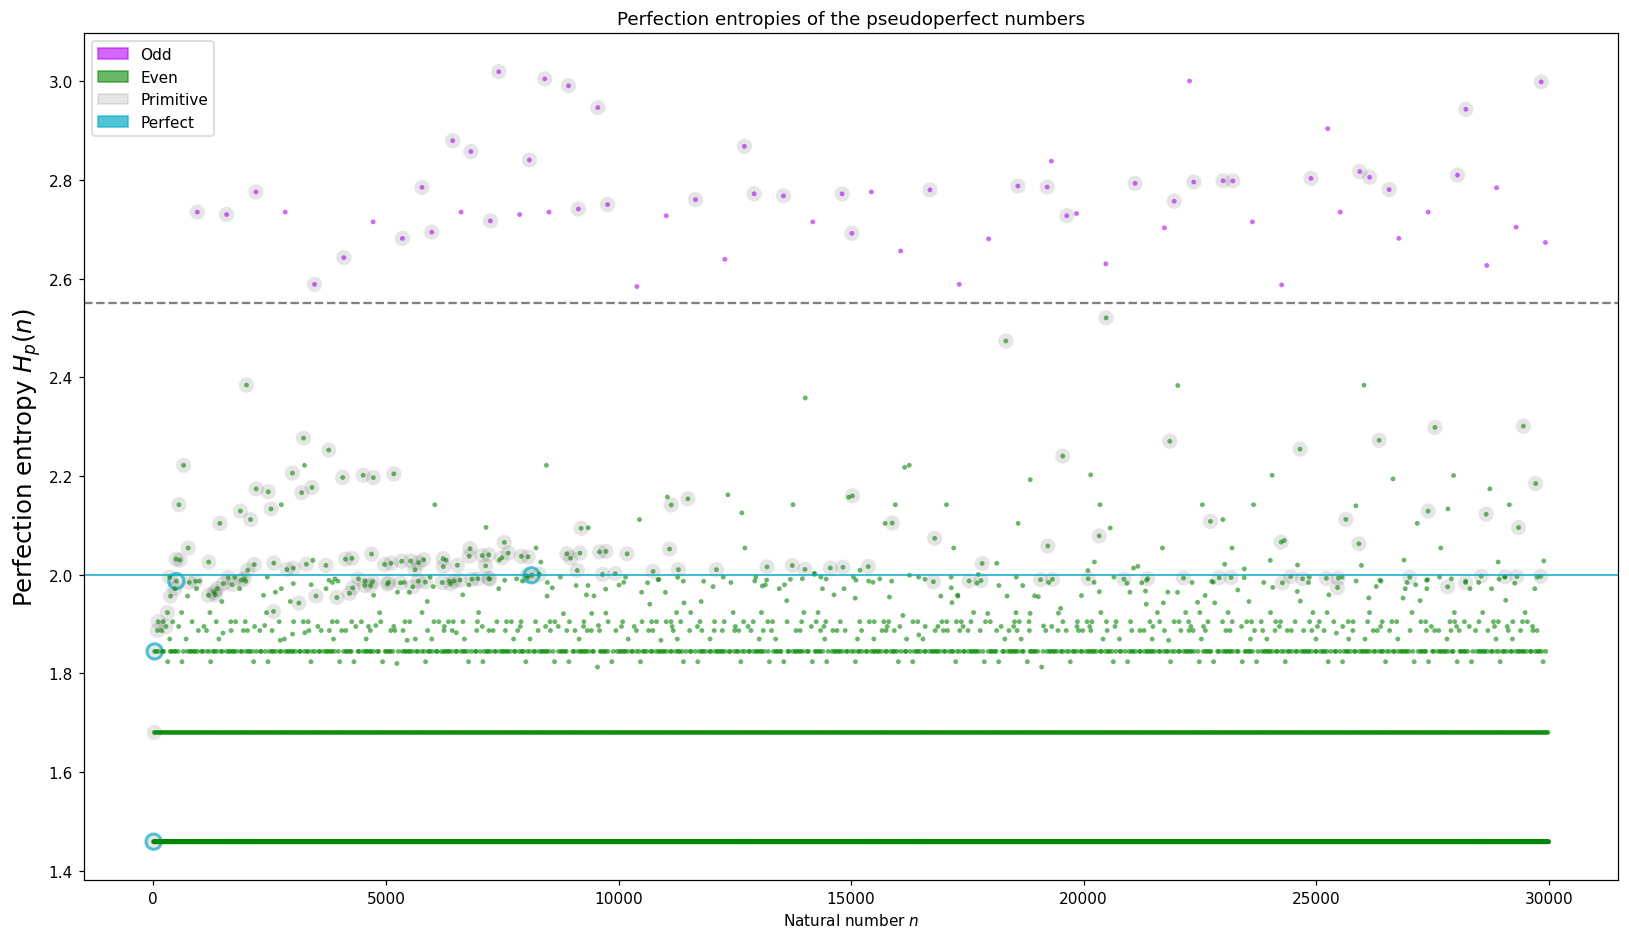 Perfection entropies of the pseudoperfect numbers
Odd
Even
Primitive
Perfect
3.0
2.8
2.6
2.4
2.2
2.0
1.8
1.6
1.4
Perfection entropy $H_p(n)$
0 5000 10000 15000 20000 25000 30000
Natural number $n$